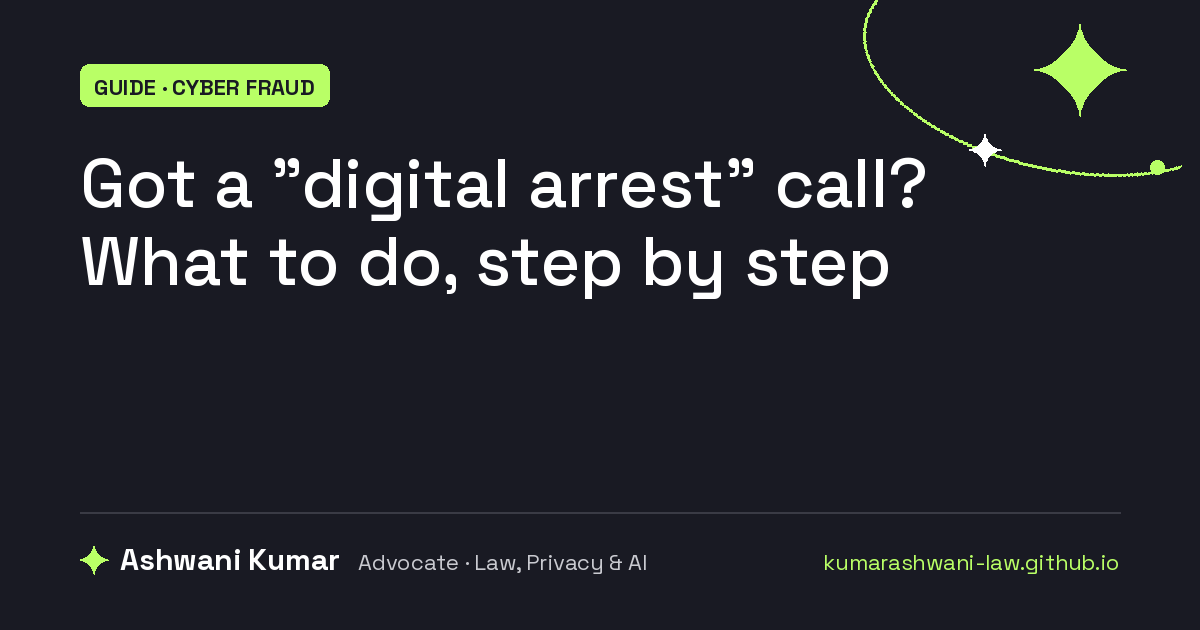 GUIDE · CYBER FRAUD
Got a ”digital arrest” call?
What to do, step by step
Ashwani Kumar Advocate · Law, Privacy & AI kumarashwani-law.github.io